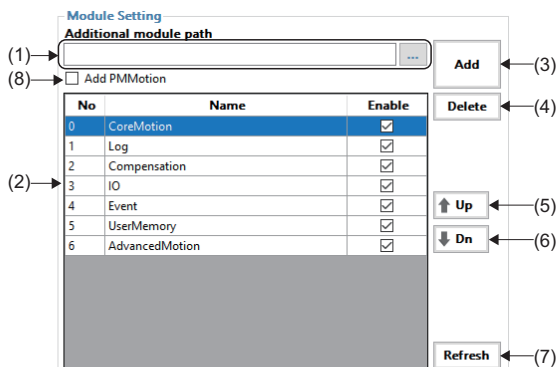 Module Setting
Additional module path
(1)
...
Add
(3)
(8)
Add PMMotion
No Name Enable
Delete
(4)
0 CoreMotion
1 Log
2 Compensation
(2)
3 IO
4 Event
Up
(5)
5 UserMemory
6 AdvancedMotion
Dn
(6)
Refresh
(7)